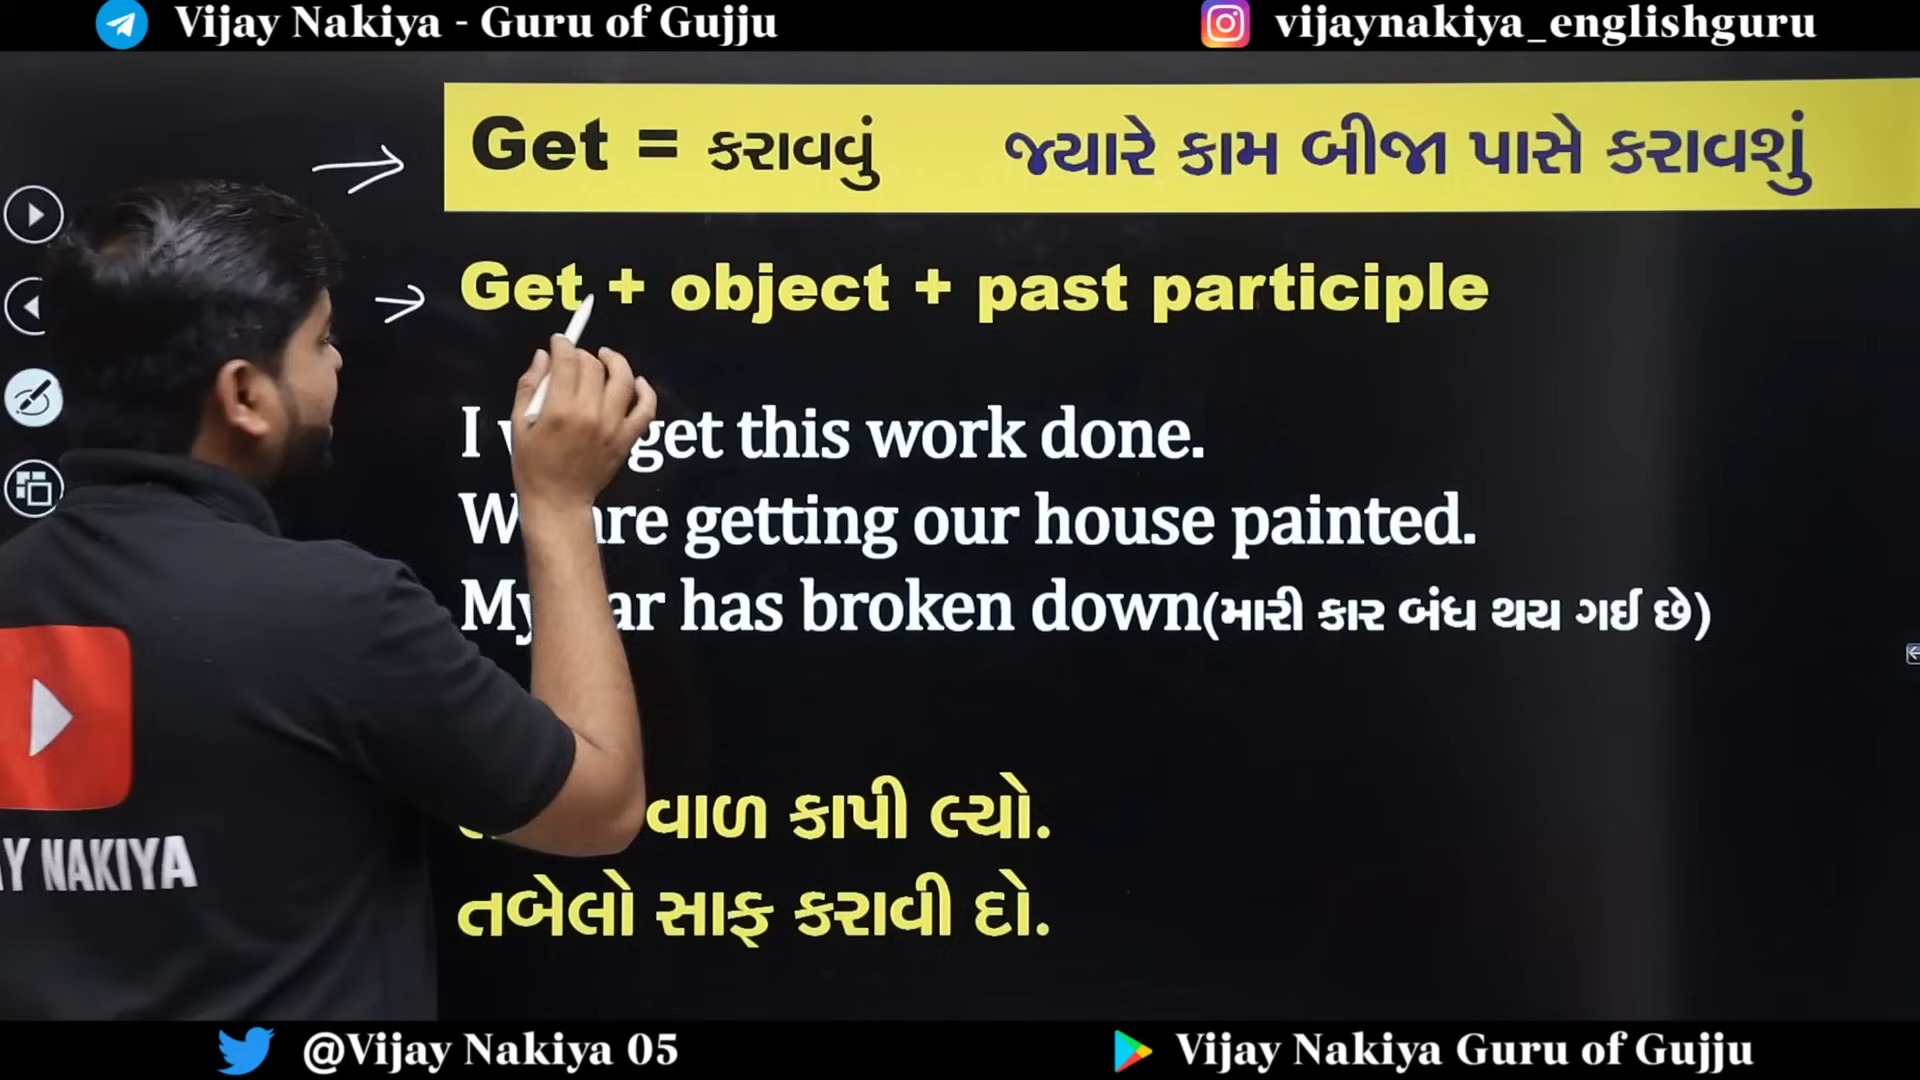 Vijay Nakiya - Guru of Gujju
vijaynakiya_englishguru
Get = કરાવવું જ્યારે કામ બીજા પાસે કરાવશું
Get + object + past participle
I get this work done.
getting our house painted.
My has broken down(મારી કાર બંધ થય ગઈ છે)
વાળ કાપી લ્યો.
તબેલો સાફ કરાવી દો.
NAKIYA
@Vijay Nakiya 05
Vijay Nakiya Guru of Gujju